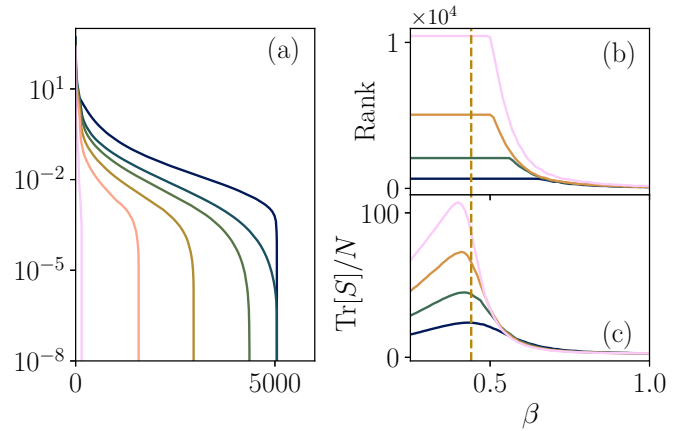 (a)
10^1
10^{-2}
10^{-5}
10^{-8}
0
5000
×10^4
(b)
1
Rank
0
100
Tr[S]/N
(c)
0
0.5
1.0
β